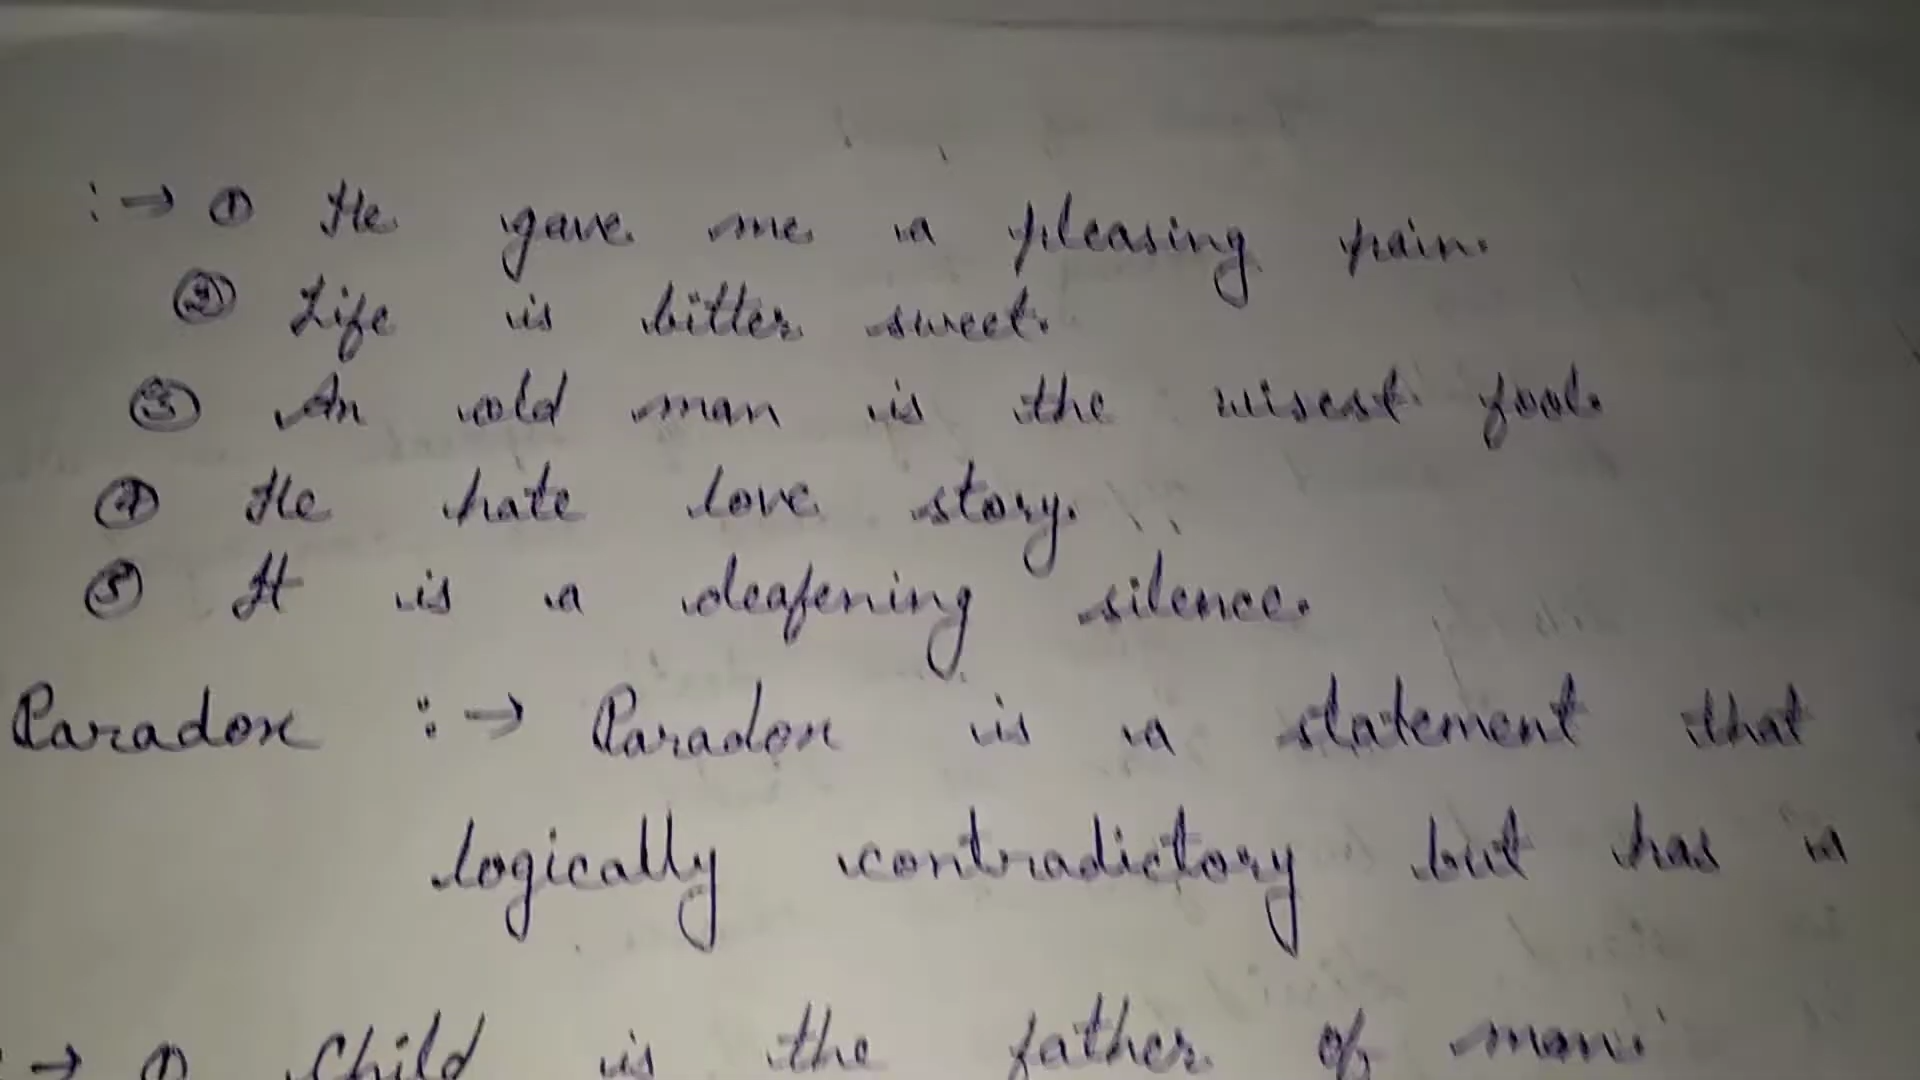 :→ ① He gave me a pleasing pain.
② Life is bitter sweet.
③ An old man is the wisest fool.
④ He hate love story.
⑤ It is a deafening silence.
Paradox :→ Paradox is a statement that
logically contradictory but has
:→ ① Child is the father of man.